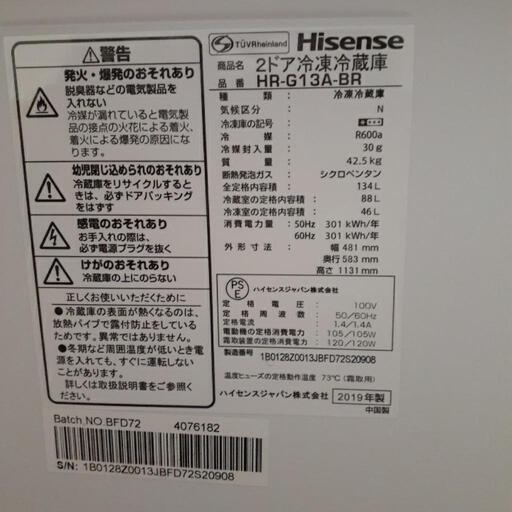 ⚠警告
発火・爆発のおそれあり
脱臭器などの電気製品を
入れない
冷媒が漏れていると電気製
品の接点の火花による着火、
着火による爆発の原因にな
ります。
幼児閉じ込められのおそれあり
冷蔵庫をリサイクルするとき
は、必ずドアパッキング
をはずす
感電のおそれあり
お手入れの際は、
必ず電源プラグを抜く
けがのおそれあり
冷蔵庫の上にのらない
正しくお使いいただくために
●冷蔵庫の表面が熱くなるのは、
放熱パイプで露付防止をしている
ためです。異常ではありません。
●冬期など周囲温度が低いとき電
源を入れても、すぐに運転しない
ことがあります。
詳しくは取扱説明書をご参照く
ださい。
TÜVRheinland Hisense
商品名 2ドア冷凍冷蔵庫
品番 HR-G13A-BR
種類 冷凍冷蔵庫
気候区分 N
冷凍庫の記号
冷媒 R600a
冷媒封入量 30g
質量 42.5kg
断熱発泡ガス シクロペンタン
全定格内容積 134L
冷蔵室の定格内容積 88L
冷凍室の定格内容積 46L
消費電力量 50Hz 301 kWh/年
60Hz 301 kWh/年
外形寸法 幅 481 mm
奥行 583 mm
高さ 1131 mm
PSE ハイセンスジャパン株式会社
定格電圧 100V
定格周波数 50/60Hz
定格電流 1.4/1.4A
電動機の定格消費電力 105/105W
霜取装置の定格消費電力 120/120W
製造番号 1B0128Z0013JBFD72S20908
温度ヒューズの定格動作温度 73℃(霜取用)
ハイセンスジャパン株式会社 2019年製
中国製
Batch NO.BFD72 4076182
S/N: 1B0128Z0013JBFD72S20908